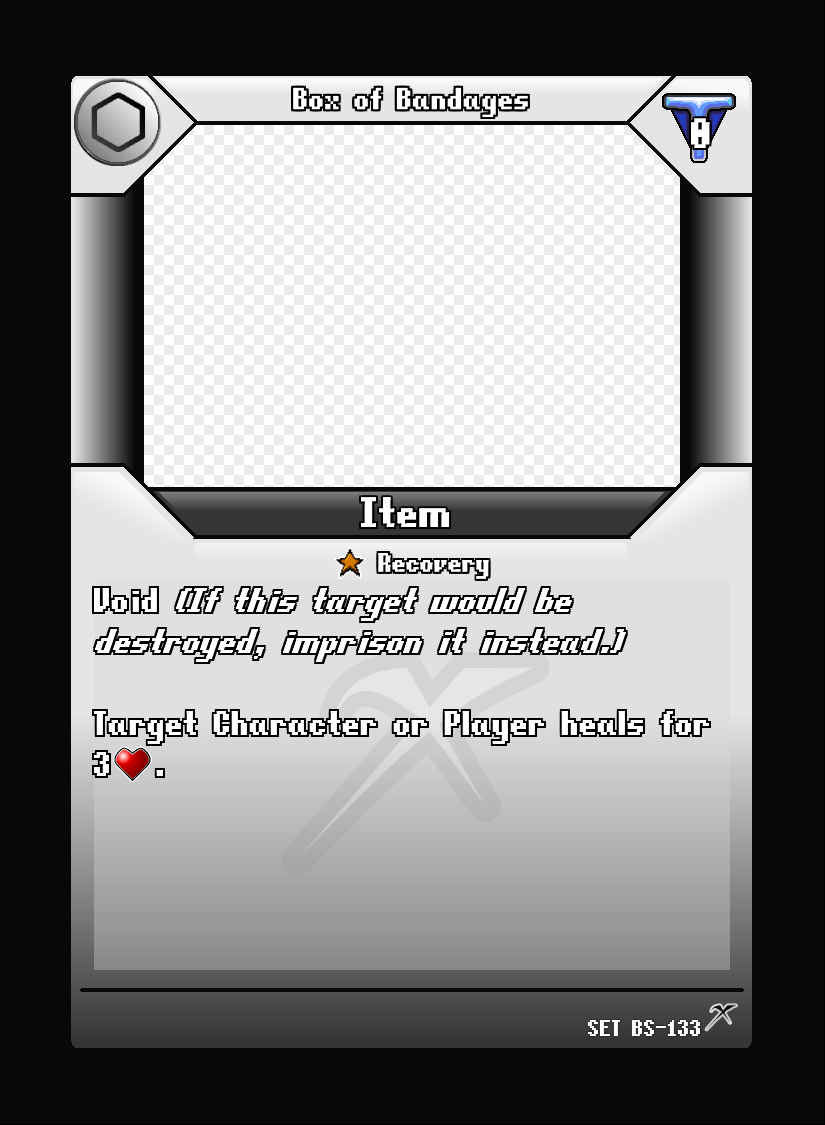 Box of Bandages
0
Item
Recovery
Void (If this target would be
destroyed, imprison it instead.)
Target Character or Player heals for
3 .
SET BS-133